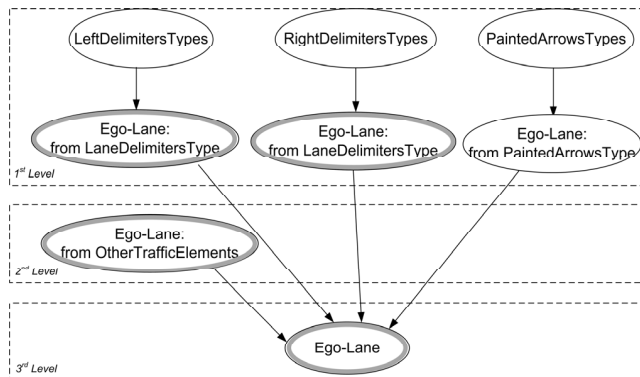 LeftDelimitersTypes
RightDelimitersTypes
PaintedArrowsTypes
Ego-Lane:
from LaneDelimitersType
Ego-Lane:
from LaneDelimitersType
Ego-Lane:
from PaintedArrowsType
1st Level
Ego-Lane:
from OtherTrafficElements
2nd Level
Ego-Lane
3rd Level